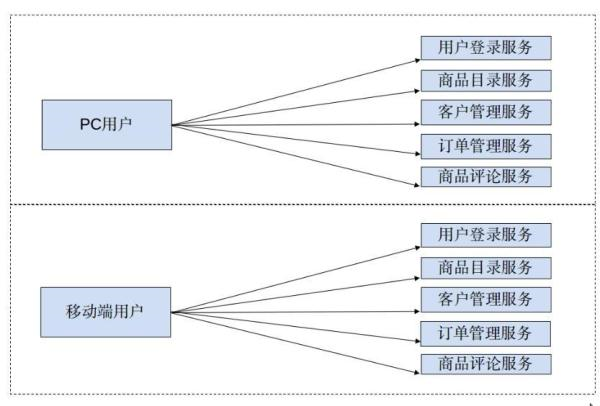 用户登录服务
商品目录服务
PC用户
客户管理服务
订单管理服务
商品评论服务
用户登录服务
商品目录服务
客户管理服务
移动端用户
订单管理服务
商品评论服务